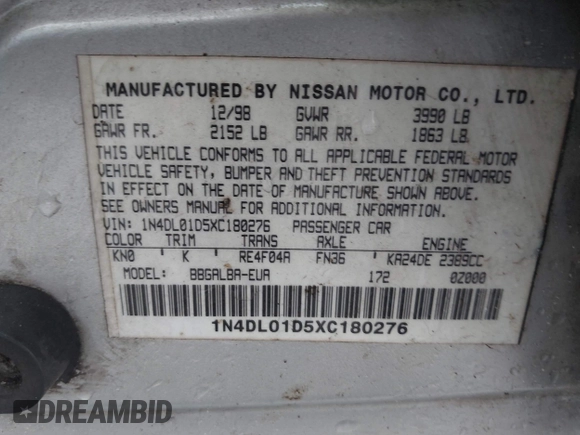 MANUFACTURED BY NISSAN MOTOR CO., LTD.
DATE 12/98 GVWR 3990 LB
GAWR FR. 2152 LB GAWR RR. 1863 LB
THIS VEHICLE CONFORMS TO ALL APPLICABLE FEDERAL MOTOR
VEHICLE SAFETY, BUMPER AND THEFT PREVENTION STANDARDS
IN EFFECT ON THE DATE OF MANUFACTURE SHOWN ABOVE.
SEE OWNERS MANUAL FOR ADDITIONAL INFORMATION.
VIN: 1N4DL01D5XC180276 PASSENGER CAR
COLOR TRIM TRANS AXLE ENGINE
KN0 K RE4F04A FN36 KA24DE 2389CC
MODEL: BBGALBA-EUA 172 0Z000
1N4DL01D5XC180276
DREAMBID